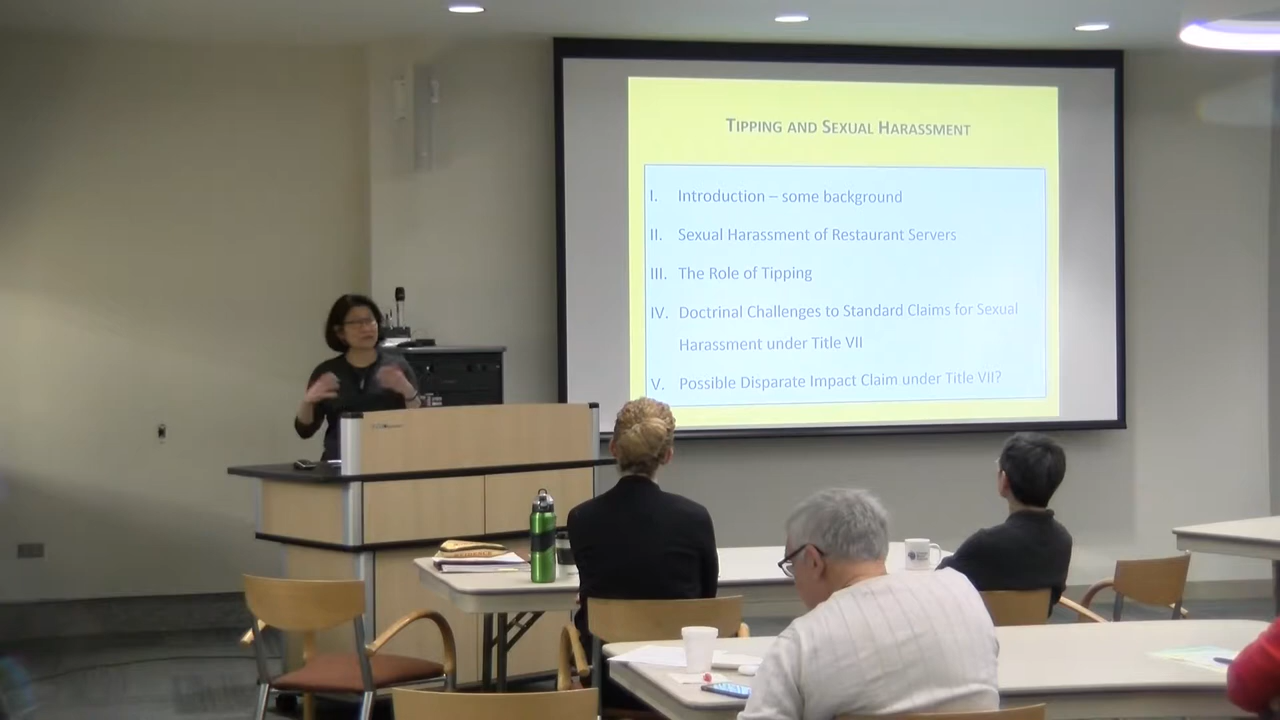 TIPPING AND SEXUAL HARASSMENT
I. Introduction – some background
II. Sexual Harassment of Restaurant Servers
III. The Role of Tipping
IV. Doctrinal Challenges to Standard Claims for Sexual
Harassment under Title VII
V. Possible Disparate Impact Claim under Title VII?